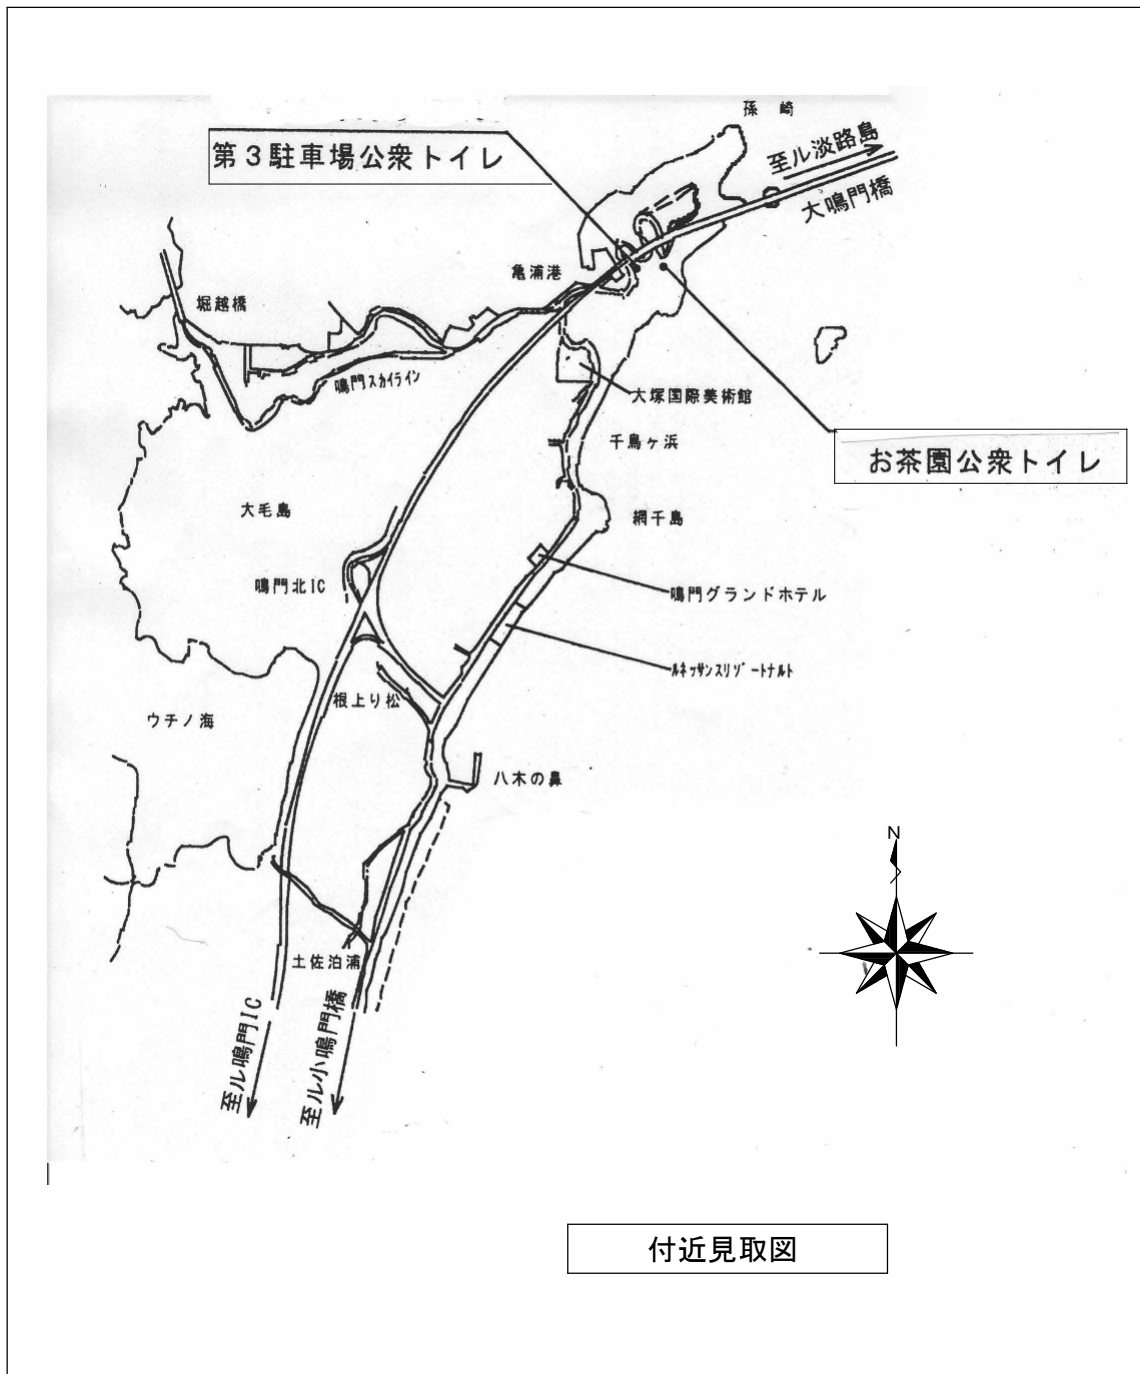 孫崎
第3駐車場公衆トイレ
至ル淡路島
大鳴門橋
亀浦港
堀越橋
鳴門スカイライン
大塚国際美術館
千鳥ヶ浜
お茶園公衆トイレ
大毛島
網干島
鳴門北IC
鳴門グランドホテル
ルネッサンスリゾートナルト
根上り松
ウチノ海
八木の鼻
N
土佐泊浦
至ル鳴門IC
至ル小鳴門橋
付近見取図